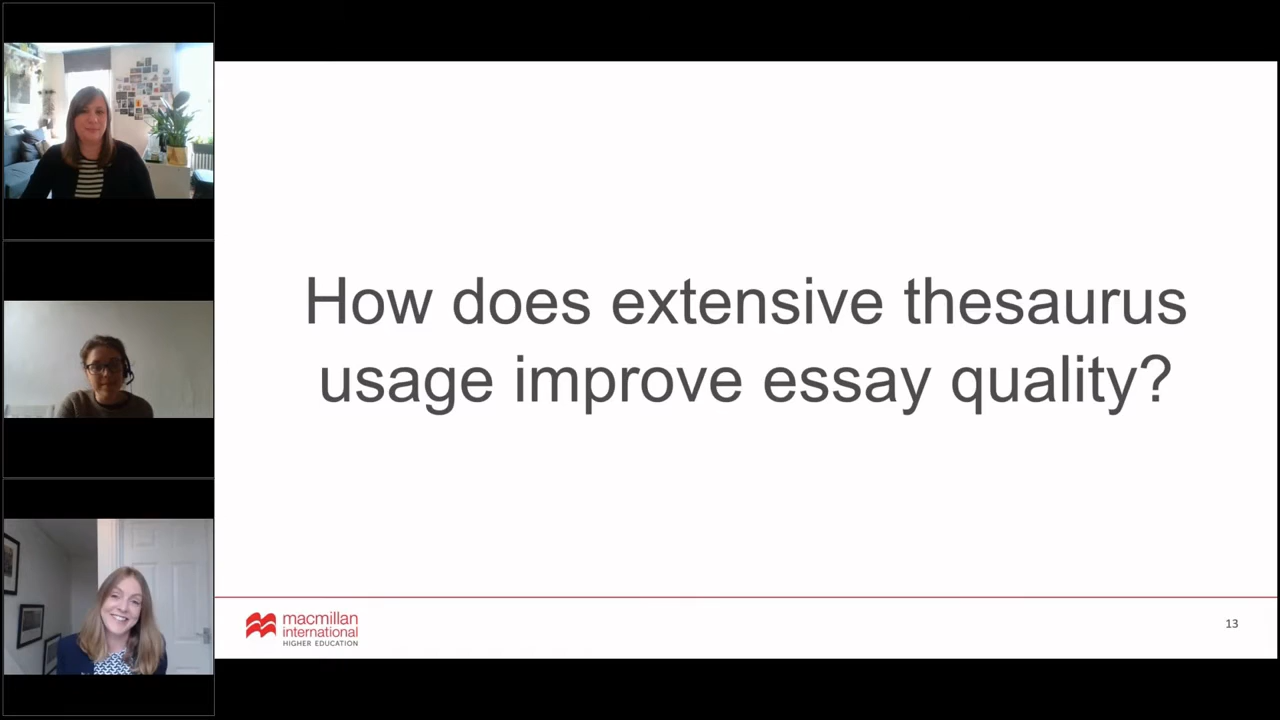 How does extensive thesaurus
usage improve essay quality?
macmillan
international
HIGHER EDUCATION
13